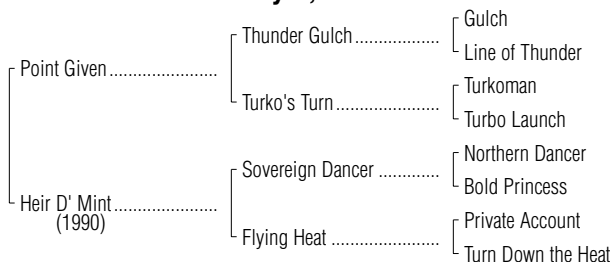 Gulch
Thunder Gulch
Line of Thunder
Point Given
Turkoman
Turko's Turn
Turbo Launch
Northern Dancer
Sovereign Dancer
Bold Princess
Heir D' Mint
(1990)
Private Account
Flying Heat
Turn Down the Heat